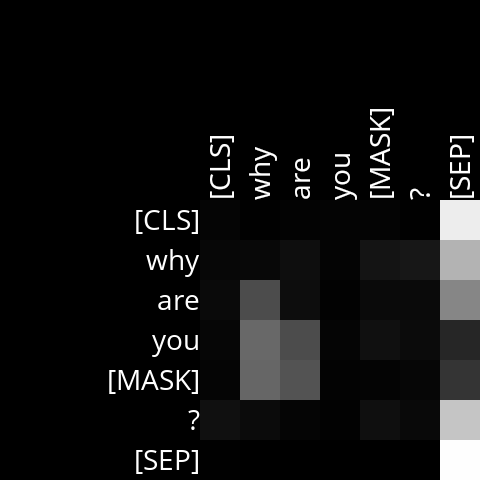 [CLS] why are you [MASK] ? [SEP]
[CLS]
why
are
you
[MASK]
?
[SEP]